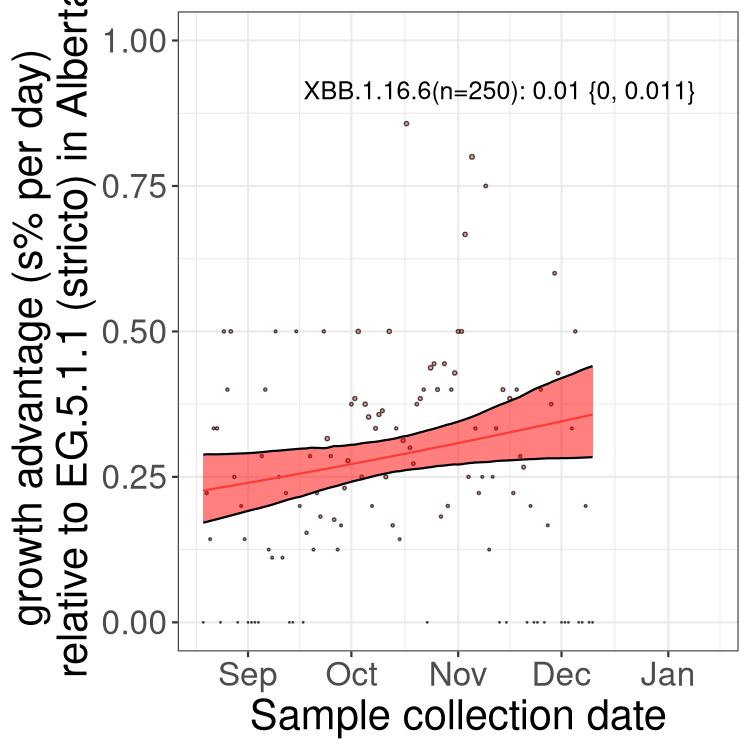 growth advantage (s% per day)
relative to EG.5.1.1 (stricto) in Alberta
1.00
0.75
0.50
0.25
0.00
XBB.1.16.6(n=250): 0.01 {0, 0.011}
Sep Oct Nov Dec Jan
Sample collection date